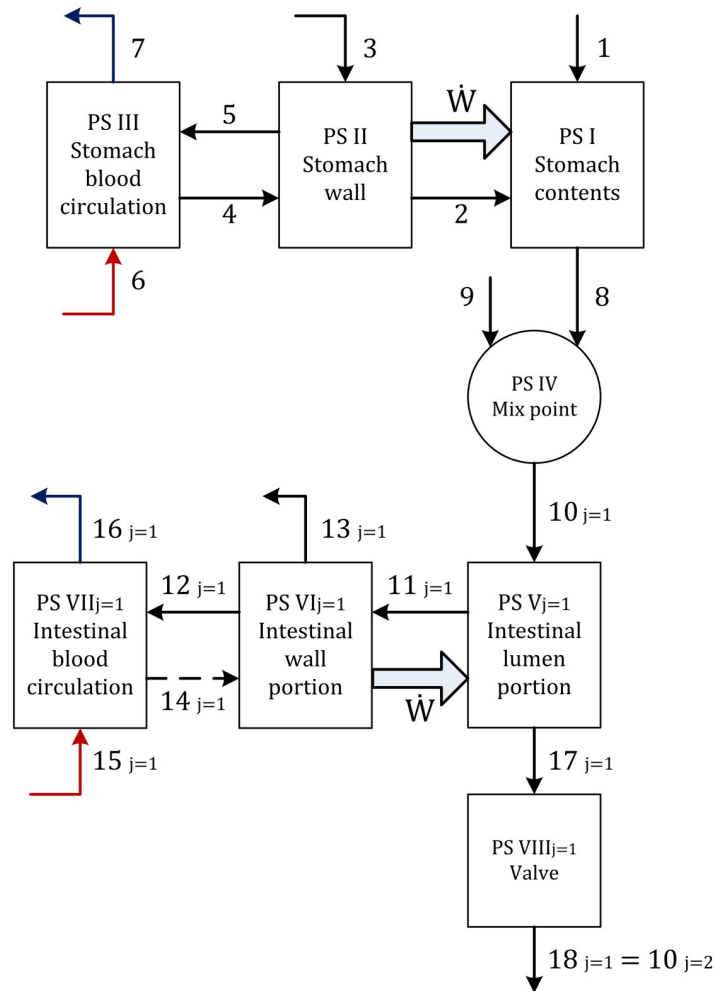 7
3
1
PS III
Stomach
blood
circulation
5
4
PS II
Stomach
wall
Ẇ
2
PS I
Stomach
contents
6
9
8
PS IV
Mix point
16 j=1
13 j=1
10 j=1
PS VIIj=1
Intestinal
blood
circulation
12 j=1
14 j=1
PS VIj=1
Intestinal
wall
portion
11 j=1
Ẇ
PS Vj=1
Intestinal
lumen
portion
15 j=1
17 j=1
PS VIIIj=1
Valve
18 j=1 = 10 j=2